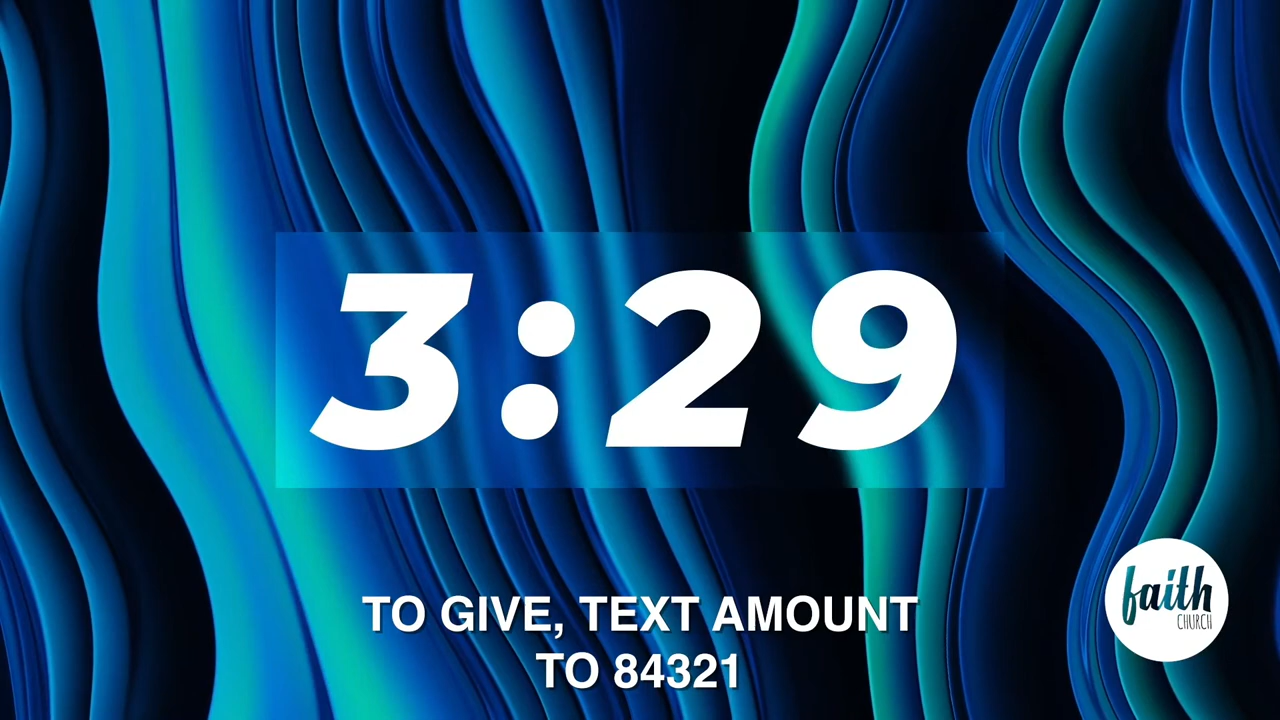 3:29
TO GIVE, TEXT AMOUNT
TO 84321
faith
CHURCH